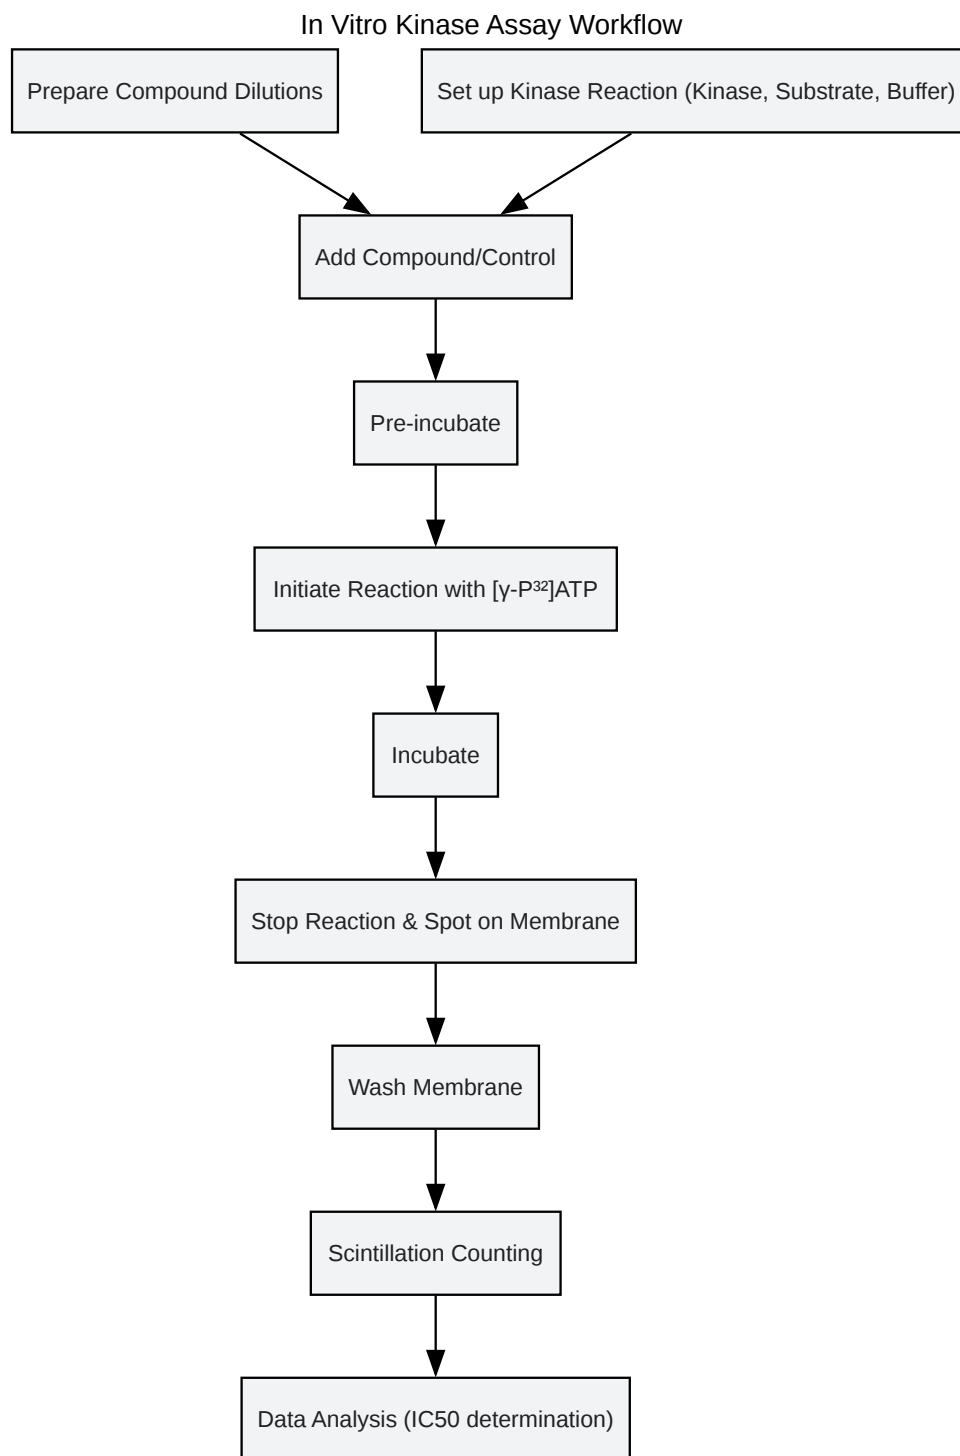 In Vitro Kinase Assay Workflow
Prepare Compound Dilutions
Set up Kinase Reaction (Kinase, Substrate, Buffer)
Add Compound/Control
Pre-incubate
Initiate Reaction with [γ-P³²]ATP
Incubate
Stop Reaction & Spot on Membrane
Wash Membrane
Scintillation Counting
Data Analysis (IC50 determination)